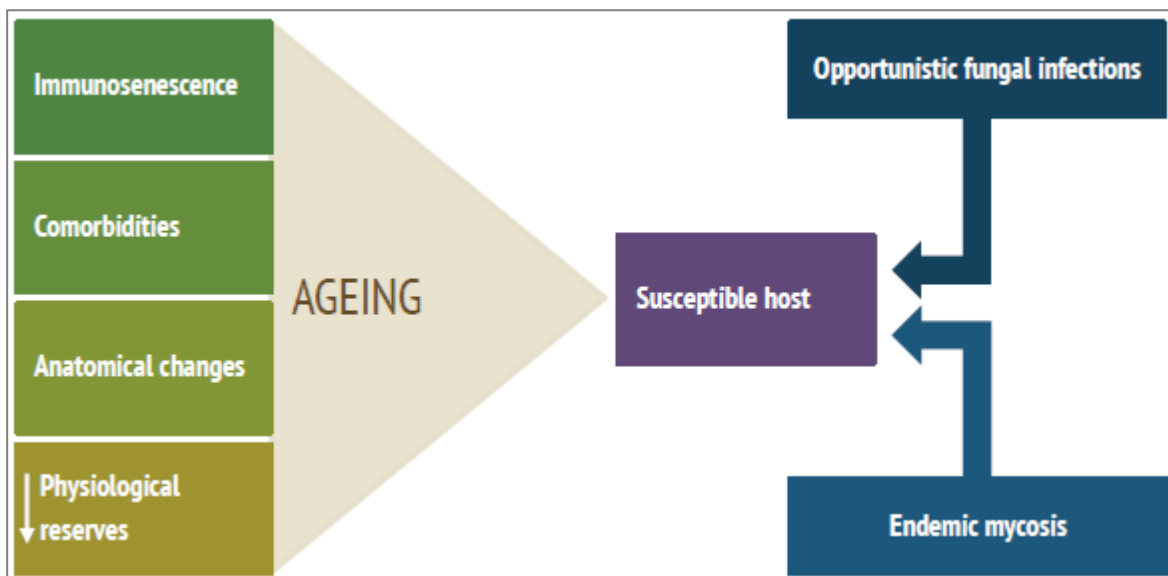 Immunosenescence
Comorbidities
Anatomical changes
Physiological
reserves
AGEING
Susceptible host
Opportunistic fungal infections
Endemic mycosis